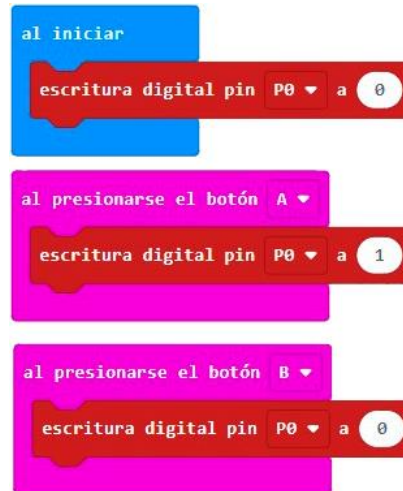 al iniciar
escritura digital pin P0 a 0
al presionarse el botón A
escritura digital pin P0 a 1
al presionarse el botón B
escritura digital pin P0 a 0